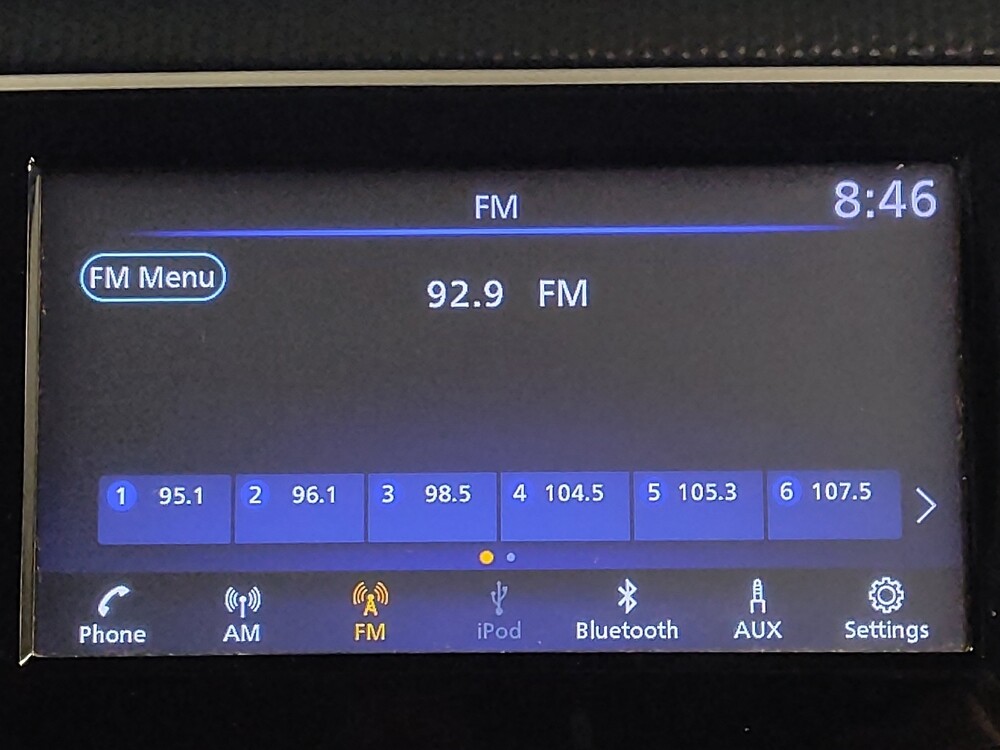 FM 8:46
FM Menu
92.9 FM
1 95.1 2 96.1 3 98.5 4 104.5 5 105.3 6 107.5
Phone AM FM iPod Bluetooth AUX Settings